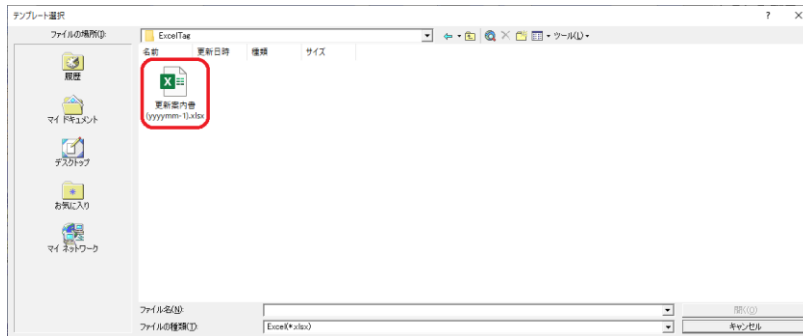 テンプレート選択
ファイルの場所(I):
ExcelTag
ツール(L)
名前 更新日時 種類 サイズ
履歴
マイ ドキュメント
デスクトップ
お気に入り
マイ ネットワーク
更新案内書
(yyyymm-1).xlsx
ファイル名(N):
開く(O)
ファイルの種類(T):
Excel(*.xlsx)
キャンセル